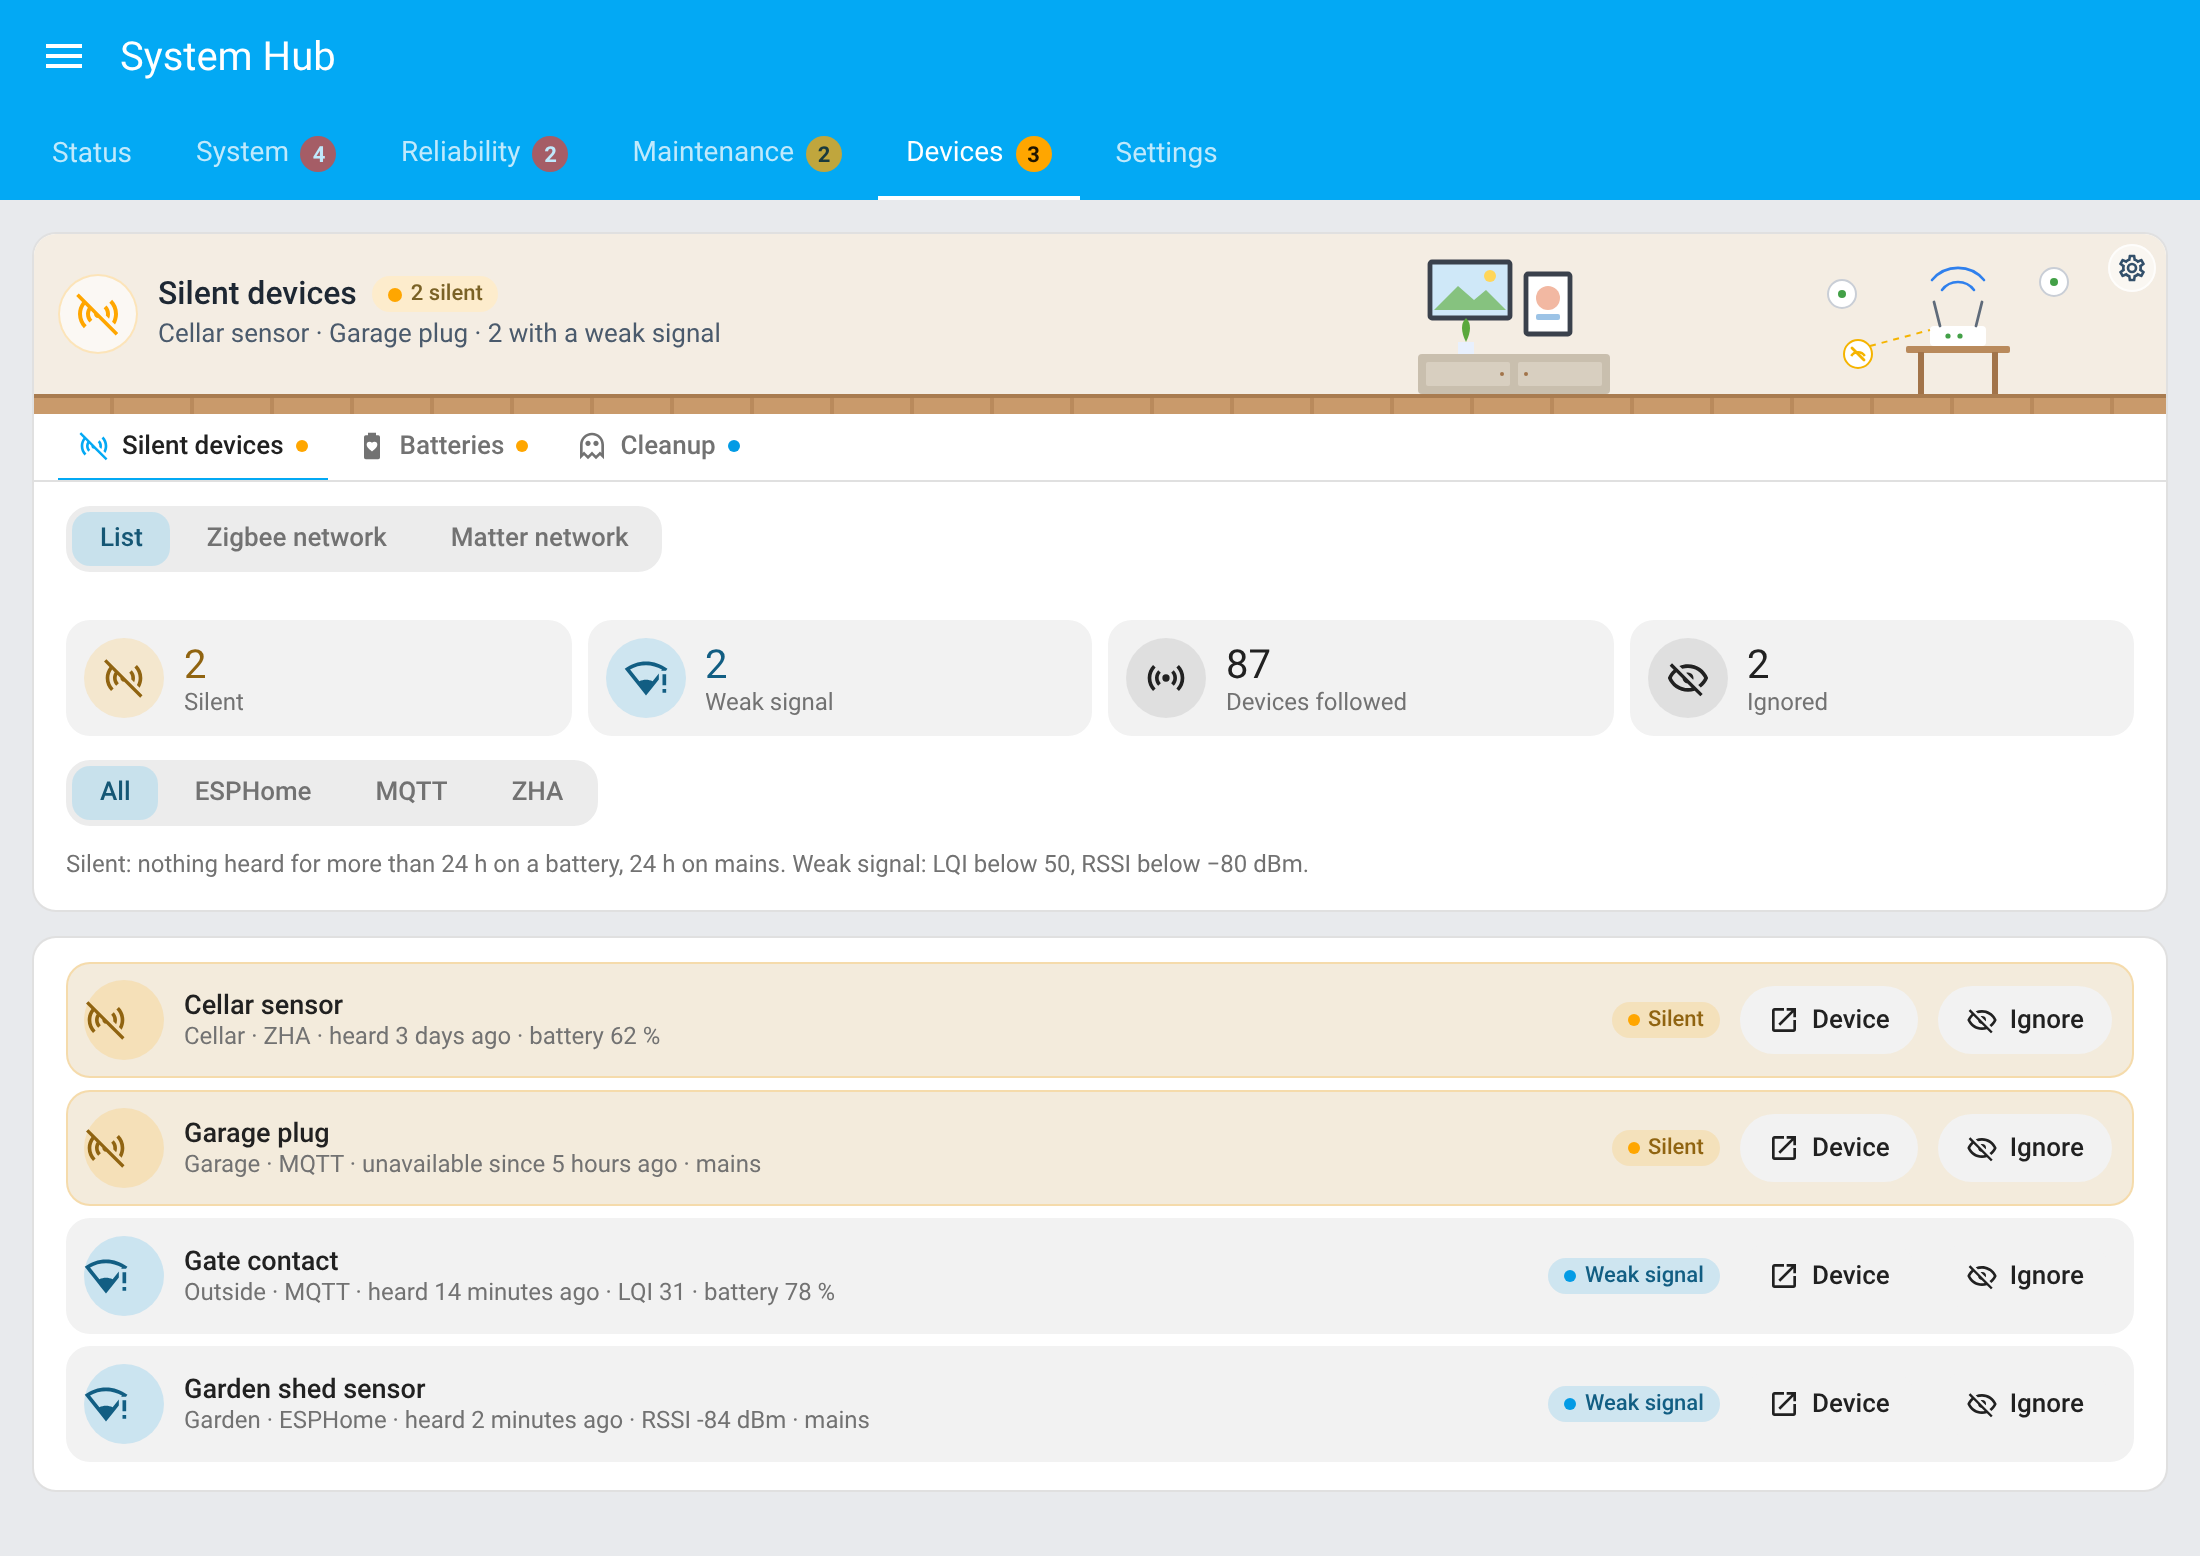 System Hub
Status
System 4
Reliability 2
Maintenance 2
Devices 3
Settings
Silent devices 2 silent
Cellar sensor · Garage plug · 2 with a weak signal
Silent devices
Batteries
Cleanup
List
Zigbee network
Matter network
2
Silent
2
Weak signal
87
Devices followed
2
Ignored
All
ESPHome
MQTT
ZHA
Silent: nothing heard for more than 24 h on a battery, 24 h on mains. Weak signal: LQI below 50, RSSI below −80 dBm.
Cellar sensor
Cellar · ZHA · heard 3 days ago · battery 62 %
Silent
Device
Ignore
Garage plug
Garage · MQTT · unavailable since 5 hours ago · mains
Silent
Device
Ignore
Gate contact
Outside · MQTT · heard 14 minutes ago · LQI 31 · battery 78 %
Weak signal
Device
Ignore
Garden shed sensor
Garden · ESPHome · heard 2 minutes ago · RSSI -84 dBm · mains
Weak signal
Device
Ignore